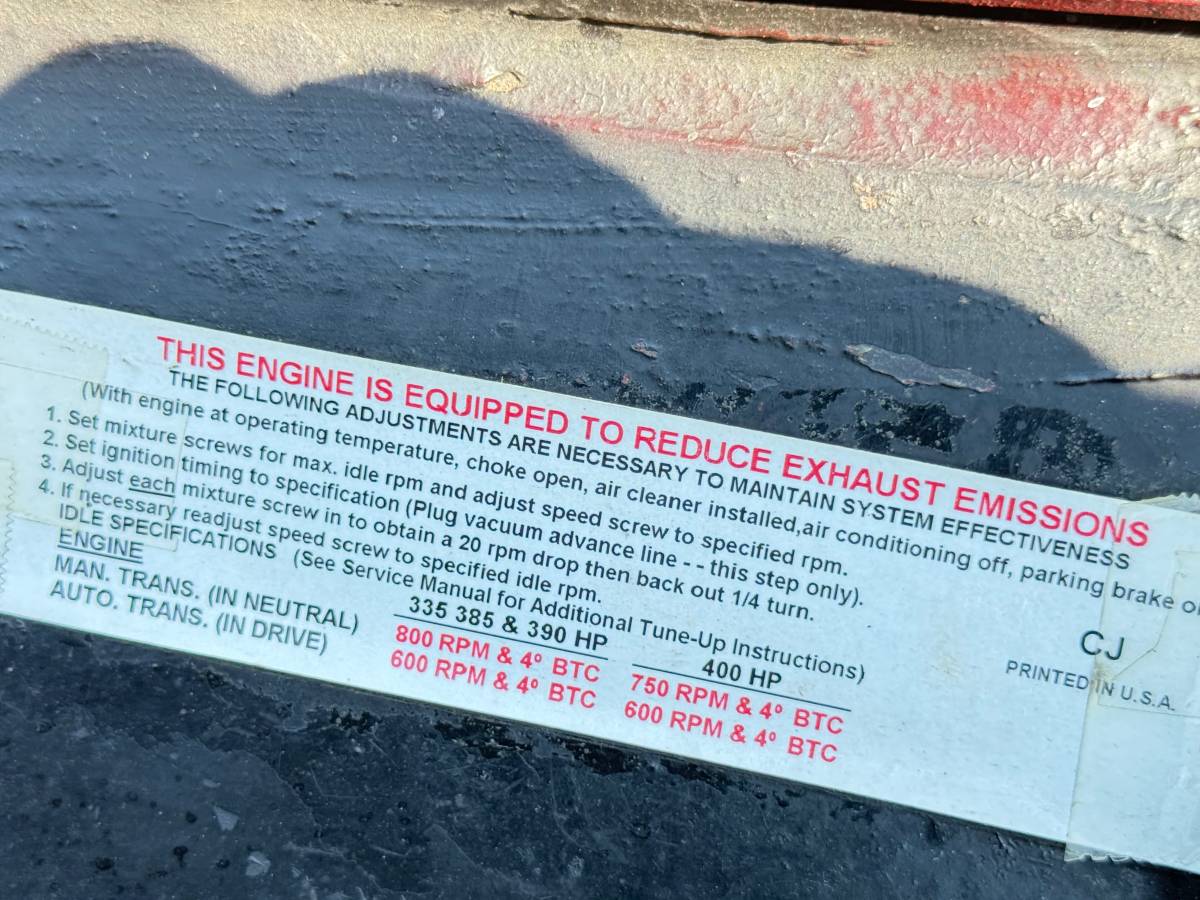 THIS ENGINE IS EQUIPPED TO REDUCE EXHAUST EMISSIONS
THE FOLLOWING ADJUSTMENTS ARE NECESSARY TO MAINTAIN SYSTEM EFFECTIVENESS
(With engine at operating temperature, choke open, air cleaner installed,air conditioning off, parking brake
1. Set mixture screws for max. idle rpm and adjust speed screw to specified rpm.
2. Set ignition timing to specification (Plug vacuum advance line - - this step only).
3. Adjust each mixture screw in to obtain a 20 rpm drop then back out 1/4 turn.
4. If necessary readjust speed screw to specified idle rpm.
IDLE SPECIFICATIONS (See Service Manual for Additional Tune-Up Instructions)
ENGINE 335 385 & 390 HP 400 HP
MAN. TRANS. (IN NEUTRAL) 800 RPM & 4º BTC 750 RPM & 4º BTC
AUTO. TRANS. (IN DRIVE) 600 RPM & 4º BTC 600 RPM & 4º BTC
CJ
PRINTED IN U.S.A.